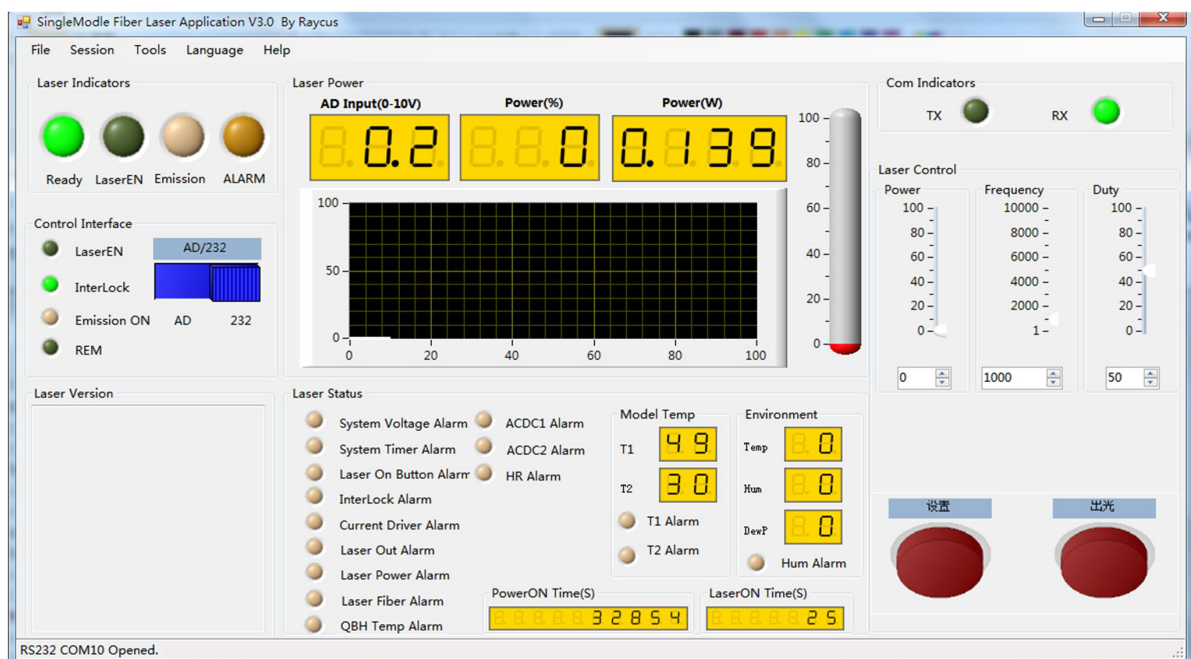 SingleModle Fiber Laser Application V3.0 By Raycus
File Session Tools Language Help
Laser Indicators
Ready LaserEN Emission ALARM
Control Interface
LaserEN
AD/232
InterLock
Emission ON
AD 232
REM
Laser Version
Laser Power
AD Input(0-10V) Power(%) Power(W)
0.2 0 0.139
100
50
0
0 20 40 60 80 100
100
80
60
40
20
0
Laser Status
System Voltage Alarm
System Timer Alarm
Laser On Button Alarm
InterLock Alarm
Current Driver Alarm
Laser Out Alarm
Laser Power Alarm
Laser Fiber Alarm
QBH Temp Alarm
ACDC1 Alarm
ACDC2 Alarm
HR Alarm
Model Temp
T1 49
T2 30
T1 Alarm
T2 Alarm
Environment
Temp 0
Hum 0
DewP 0
Hum Alarm
PowerON Time(S)
32854
LaserON Time(S)
25
Com Indicators
TX RX
Laser Control
Power
100
80
60
40
20
0
0
Frequency
10000
8000
6000
4000
2000
1
1000
Duty
100
80
60
40
20
0
50
设置 出光
RS232 COM10 Opened.